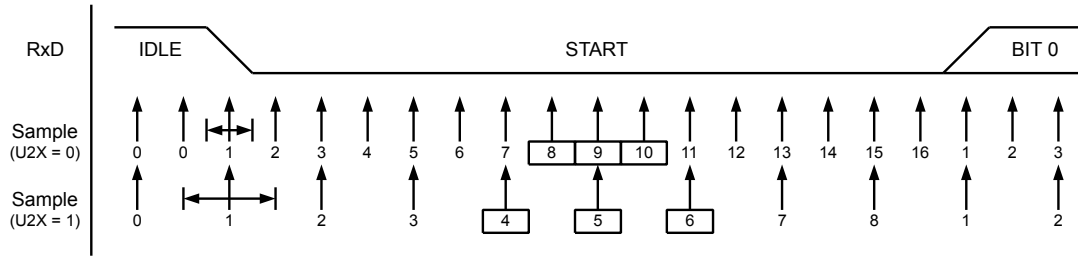 RxD IDLE START BIT 0
Sample
(U2X = 0)
0 0 1 2 3 4 5 6 7 8 9 10 11 12 13 14 15 16 1 2 3
Sample
(U2X = 1)
0 1 2 3 4 5 6 7 8 1 2